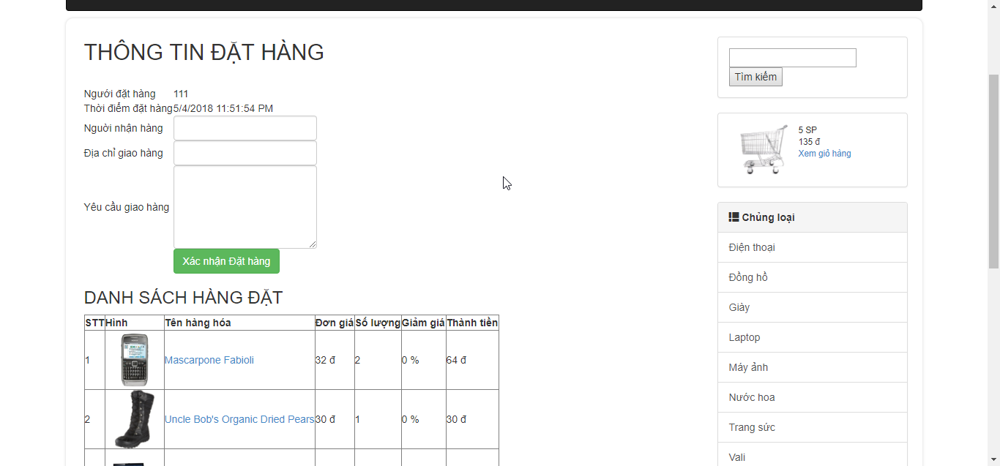 THÔNG TIN ĐẶT HÀNG
Người đặt hàng 111
Thời điểm đặt hàng 5/4/2018 11:51:54 PM
Người nhận hàng
Địa chỉ giao hàng
Yêu cầu giao hàng
Xác nhận Đặt hàng
DANH SÁCH HÀNG ĐẶT
STT Hình Tên hàng hóa Đơn giá Số lượng Giảm giá Thành tiền
1 Mascarpone Fabioli 32 đ 2 0 % 64 đ
2 Uncle Bob's Organic Dried Pears 30 đ 1 0 % 30 đ
Tìm kiếm
5 SP
135 đ
Xem giỏ hàng
Chủng loại
Điện thoại
Đồng hồ
Giày
Laptop
Máy ảnh
Nước hoa
Trang sức
Vali